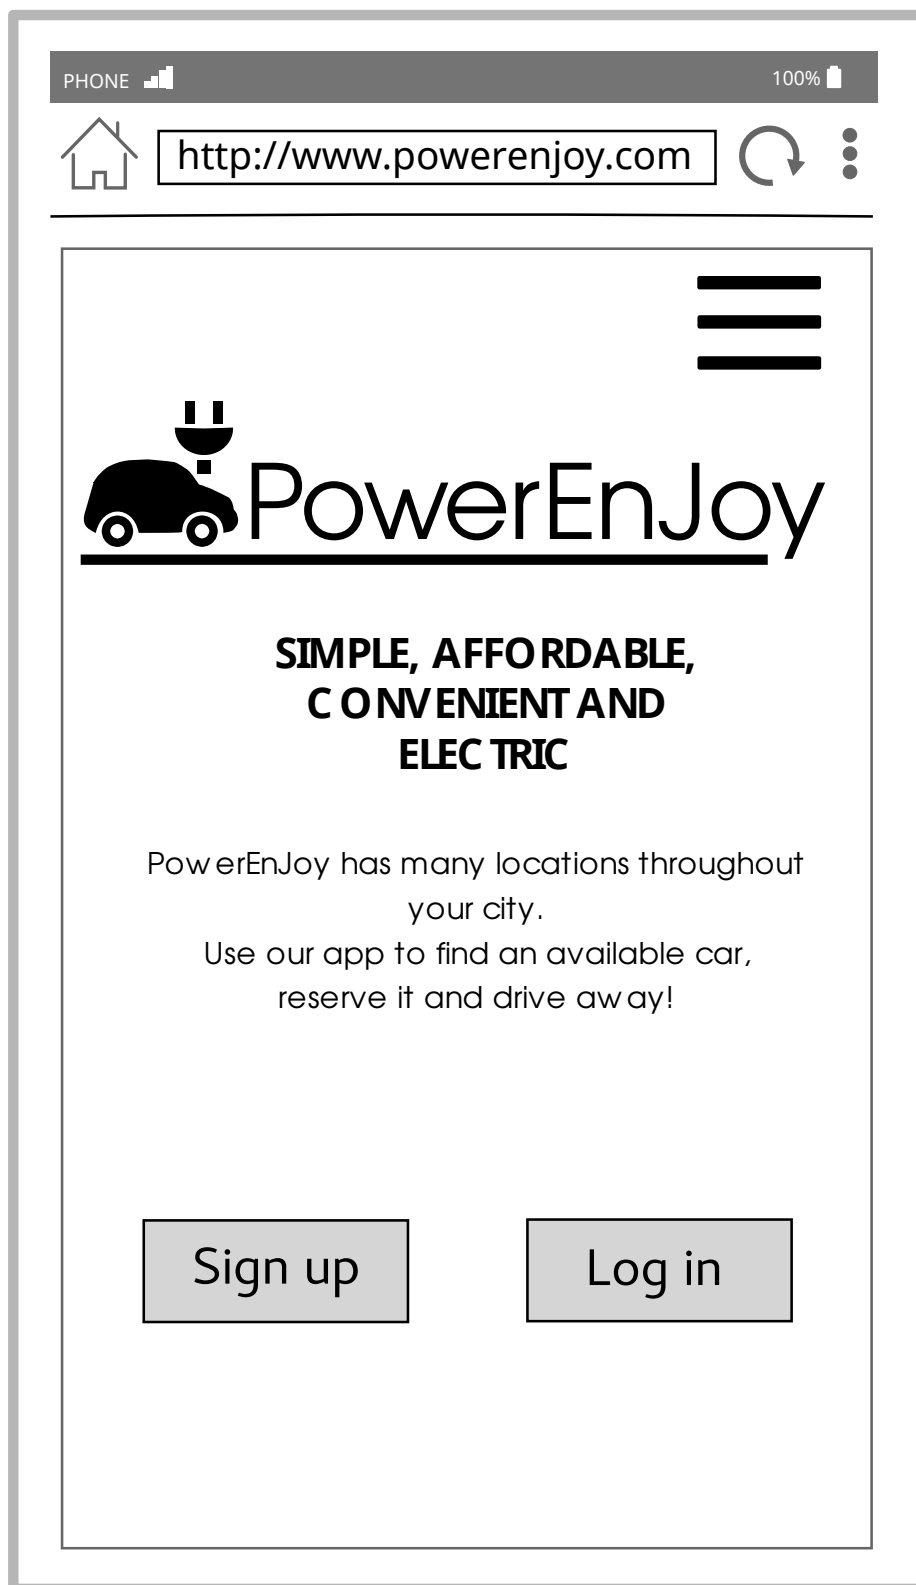 PHONE 100%
http://www.powerenjoy.com
PowerEnJoy
SIMPLE, AFFORDABLE,
CONVENIENT AND
ELECTRIC
PowerEnJoy has many locations throughout
your city.
Use our app to find an available car,
reserve it and drive away!
Sign up Log in